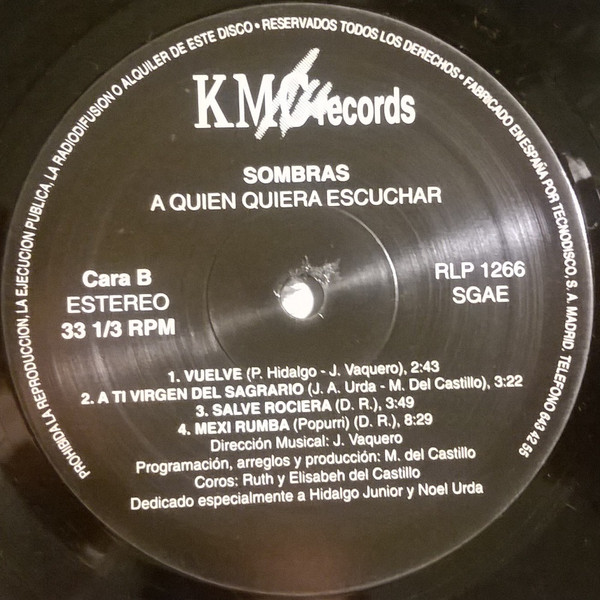 PROHIBIDA LA REPRODUCCION, LA EJECUCION PUBLICA, LA RADIODIFUSION O ALQUILER DE ESTE DISCO • RESERVADOS TODOS LOS DERECHOS • FABRICADO EN ESPAÑA POR TECNODISCO, S. A. MADRID. TELEFONO 643 42 55
KMC records
SOMBRAS
A QUIEN QUIERA ESCUCHAR
Cara B
ESTEREO
33 1/3 RPM
RLP 1266
SGAE
1. VUELVE (P. Hidalgo - J. Vaquero), 2:43
2. A TI VIRGEN DEL SAGRARIO (J. A. Urda - M. Del Castillo), 3:22
3. SALVE ROCIERA (D. R.), 3:49
4. MEXI RUMBA (Popurri) (D. R.), 8:29
Dirección Musical: J. Vaquero
Programación, arreglos y producción: M. del Castillo
Coros: Ruth y Elisabeh del Castillo
Dedicado especialmente a Hidalgo Junior y Noel Urda